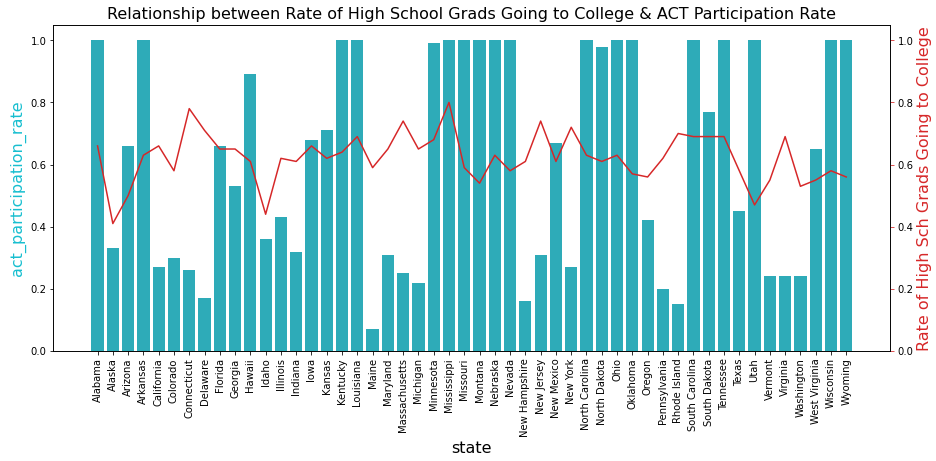 Relationship between Rate of High School Grads Going to College & ACT Participation Rate
act_participation_rate
1.0
0.8
0.6
0.4
0.2
0.0
1.0
0.8
0.6
0.4
0.2
0.0
Rate of High Sch Grads Going to College
Alabama
Alaska
Arizona
Arkansas
California
Colorado
Connecticut
Delaware
Florida
Georgia
Hawaii
Idaho
Illinois
Indiana
Iowa
Kansas
Kentucky
Louisiana
Maine
Maryland
Massachusetts
Michigan
Minnesota
Mississippi
Missouri
Montana
Nebraska
Nevada
New Hampshire
New Jersey
New Mexico
New York
North Carolina
North Dakota
Ohio
Oklahoma
Oregon
Pennsylvania
Rhode Island
South Carolina
South Dakota
Tennessee
Texas
Utah
Vermont
Virginia
Washington
West Virginia
Wisconsin
Wyoming
state